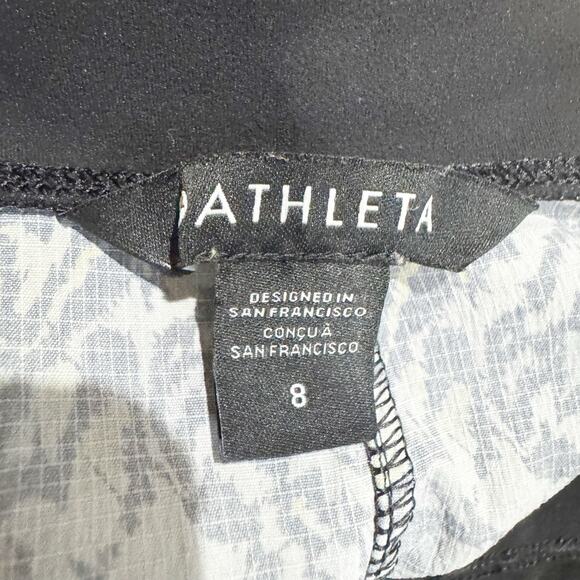 ATHLETA
DESIGNED IN
SAN FRANCISCO
CONÇU À
SAN FRANCISCO
8